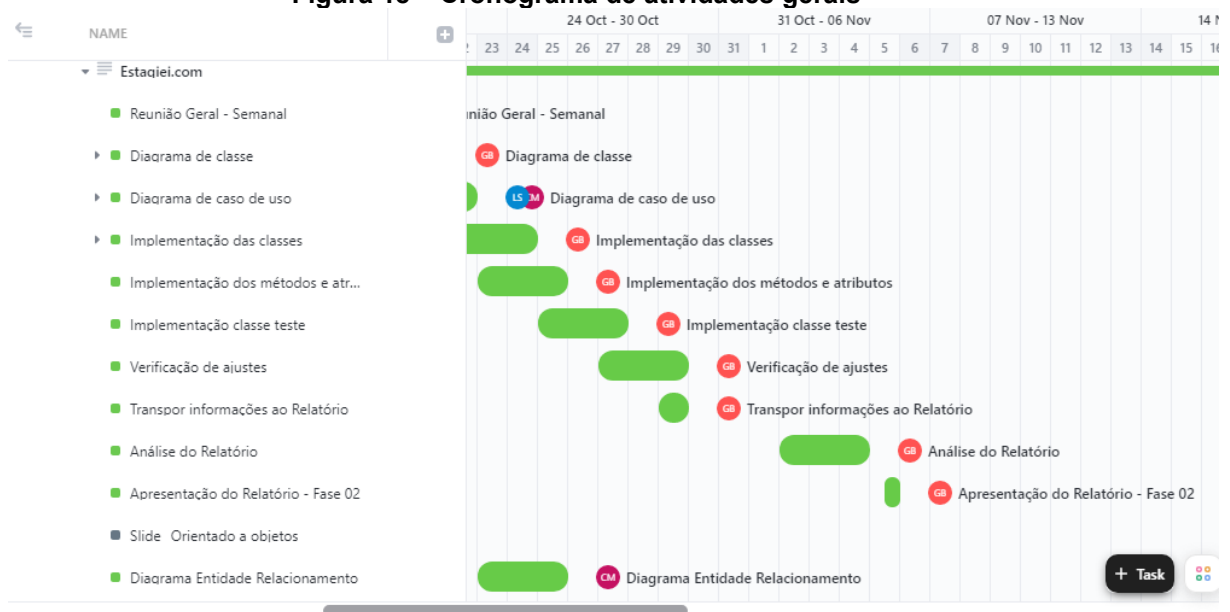 Figura 18 – Cronograma de atividades gerais
NAME
24 Oct - 30 Oct 31 Oct - 06 Nov 07 Nov - 13 Nov 14 N
23 24 25 26 27 28 29 30 31 1 2 3 4 5 6 7 8 9 10 11 12 13 14 15 16
Estagiei.com
Reunião Geral - Semanal nião Geral - Semanal
Diagrama de classe GB Diagrama de classe
Diagrama de caso de uso LS CM Diagrama de caso de uso
Implementação das classes GB Implementação das classes
Implementação dos métodos e atr... GB Implementação dos métodos e atributos
Implementação classe teste GB Implementação classe teste
Verificação de ajustes GB Verificação de ajustes
Transpor informações ao Relatório GB Transpor informações ao Relatório
Análise do Relatório GB Análise do Relatório
Apresentação do Relatório - Fase 02 GB Apresentação do Relatório - Fase 02
Slide Orientado a objetos
Diagrama Entidade Relacionamento CM Diagrama Entidade Relacionamento
+ Task